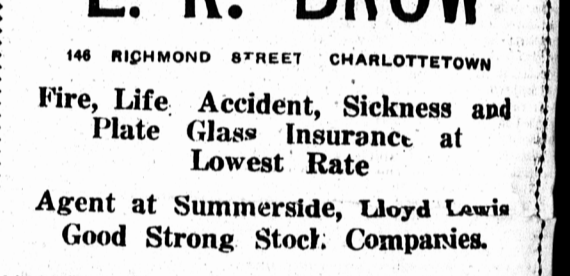 146 RICHMOND STREET CHARLOTTETOWN
Fire, Life, Accident, Sickness and
Plate Glass Insurance at
Lowest Rate
Agent at Summerside, Lloyd Lewis
Good Strong Stock Companies.